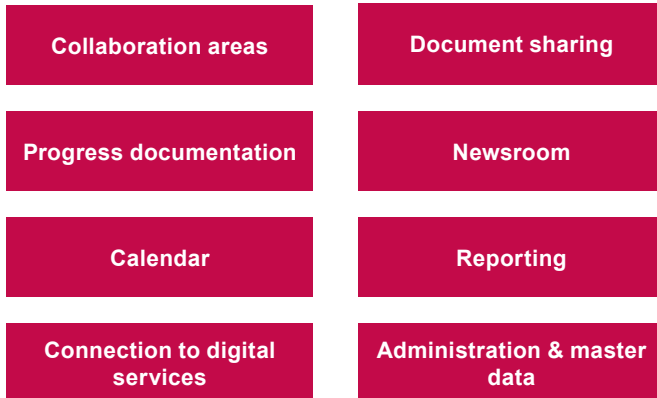 Collaboration areas
Document sharing
Progress documentation
Newsroom
Calendar
Reporting
Connection to digital
services
Administration & master
data